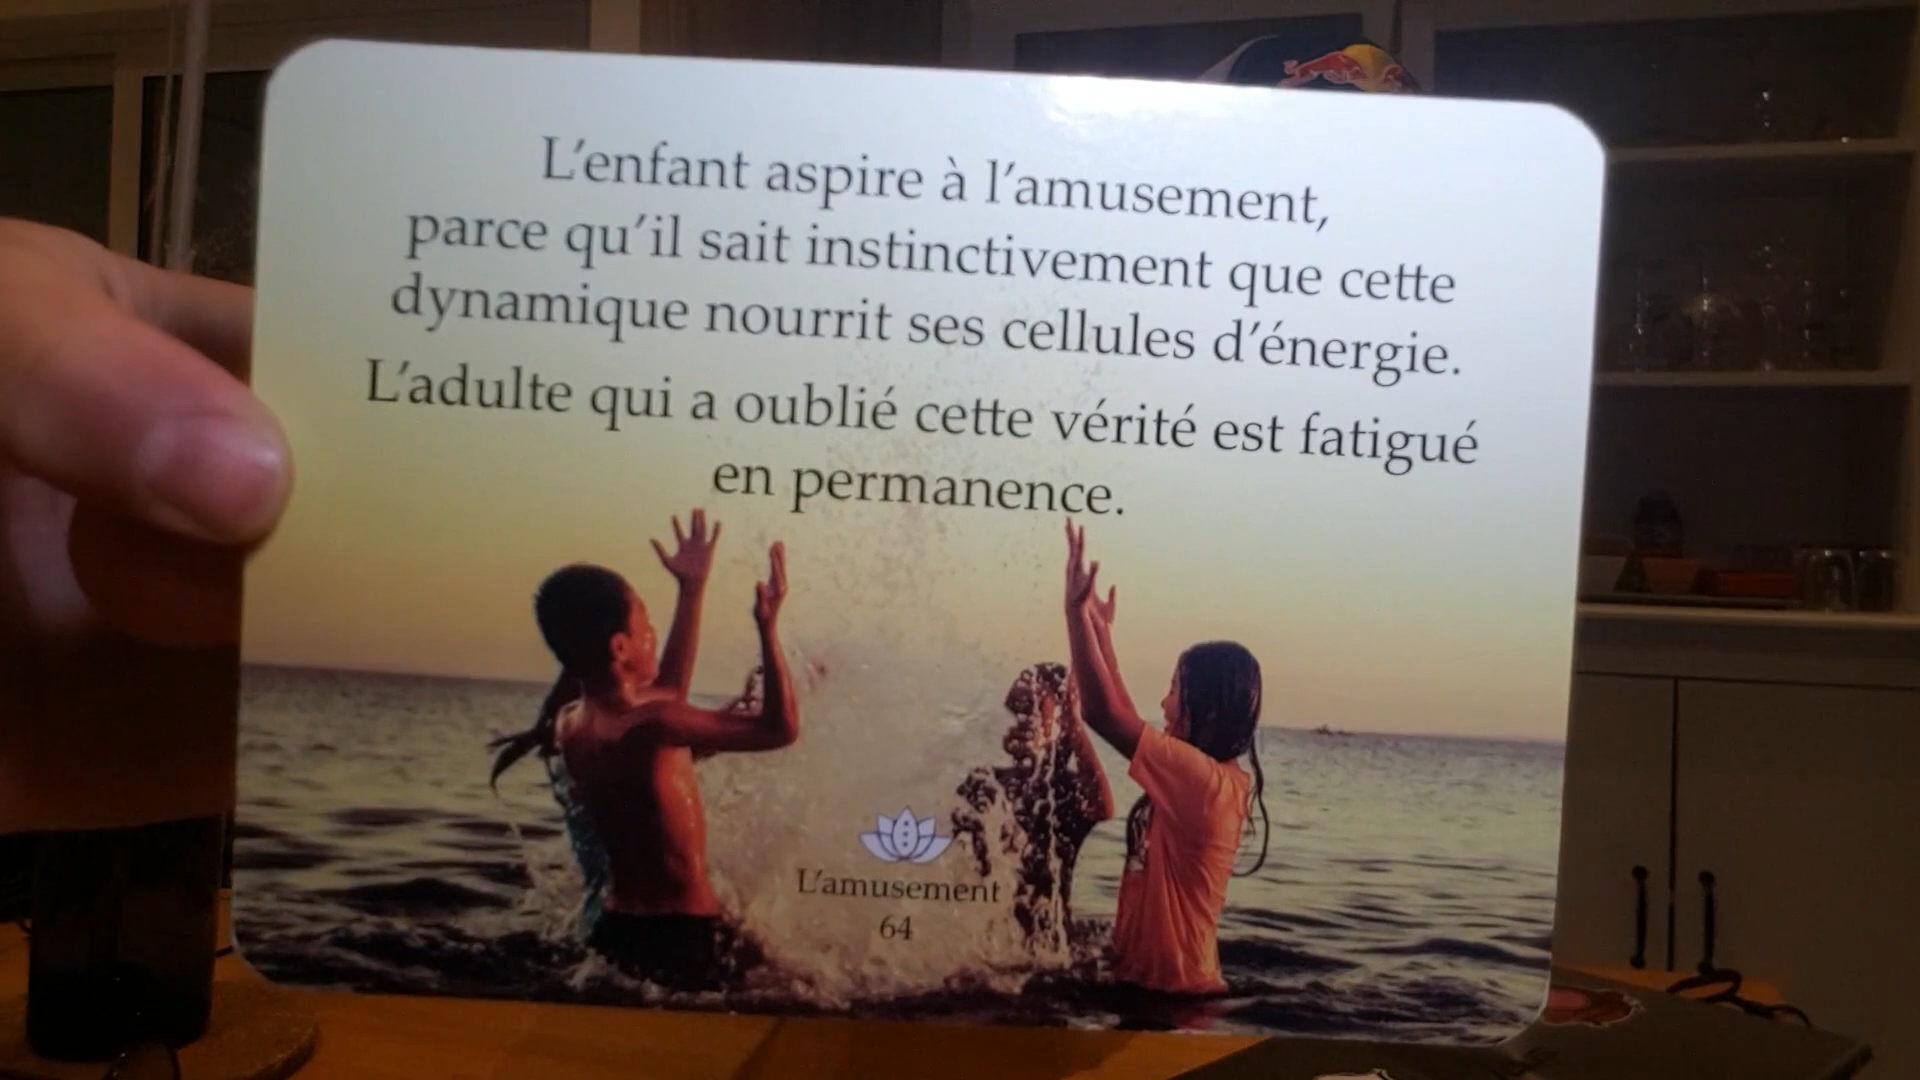 L'enfant aspire à l'amusement,
parce qu'il sait instinctivement que cette
dynamique nourrit ses cellules d'énergie.
L'adulte qui a oublié cette vérité est fatigué
en permanence.
L'amusement
64